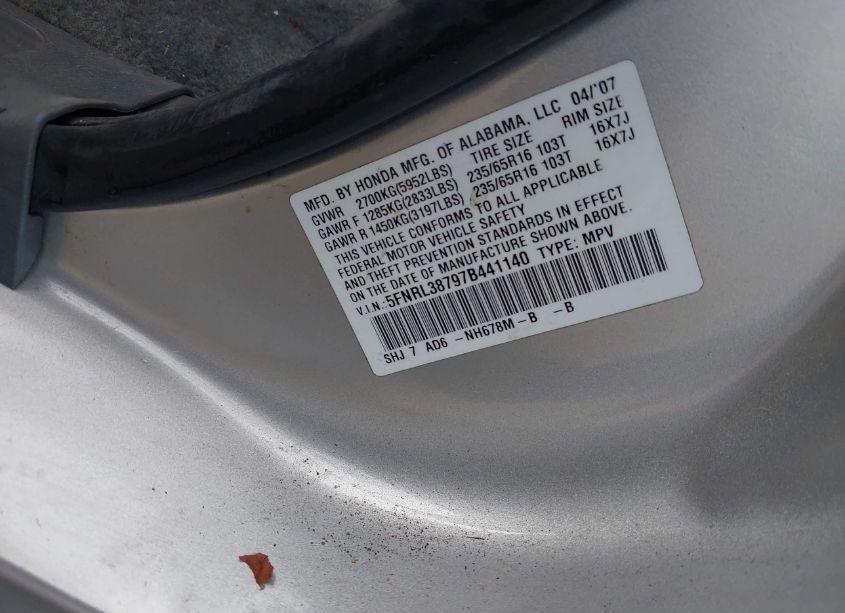 MFD. BY HONDA MFG. OF ALABAMA, LLC 04/'07
GVWR 2700KG(5952LBS) TIRE SIZE RIM SIZE
GAWR F 1285KG(2833LBS) 235/65R16 103T 16X7J
GAWR R 1450KG(3197LBS) 235/65R16 103T 16X7J
THIS VEHICLE CONFORMS TO ALL APPLICABLE
FEDERAL MOTOR VEHICLE SAFETY
AND THEFT PREVENTION STANDARDS IN EFFECT
ON THE DATE OF MANUFACTURE SHOWN ABOVE.
V.I.N.:5FNRL38797B441140 TYPE: MPV
SHJ 7 AD6 -NH678M-B -B